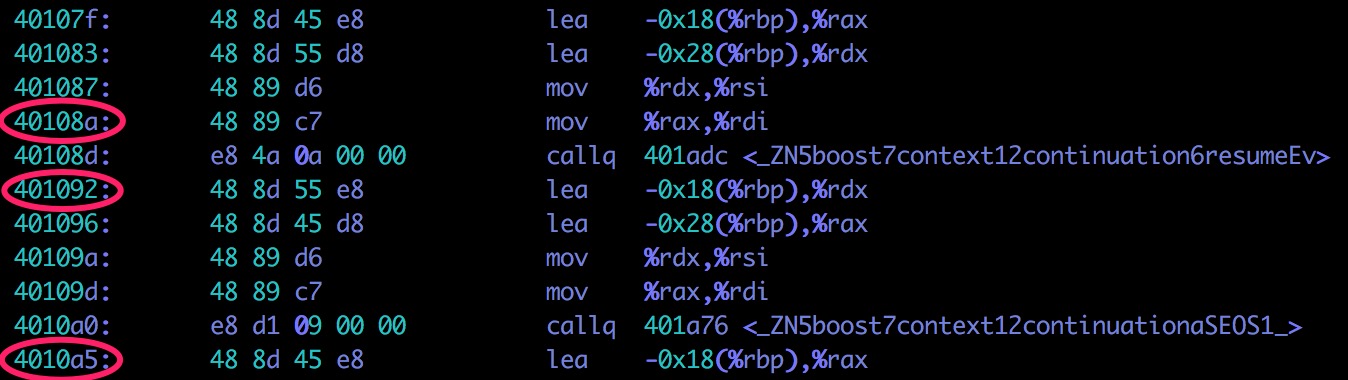 40107f: 48 8d 45 e8 lea -0x18(%rbp),%rax
401083: 48 8d 55 d8 lea -0x28(%rbp),%rdx
401087: 48 89 d6 mov %rdx,%rsi
40108a: 48 89 c7 mov %rax,%rdi
40108d: e8 4a 0a 00 00 callq 401adc <_ZN5boost7context12continuation6resumeEv>
401092: 48 8d 55 e8 lea -0x18(%rbp),%rdx
401096: 48 8d 45 d8 lea -0x28(%rbp),%rax
40109a: 48 89 d6 mov %rdx,%rsi
40109d: 48 89 c7 mov %rax,%rdi
4010a0: e8 d1 09 00 00 callq 401a76 <_ZN5boost7context12continuationaSEOS1_>
4010a5: 48 8d 45 e8 lea -0x18(%rbp),%rax